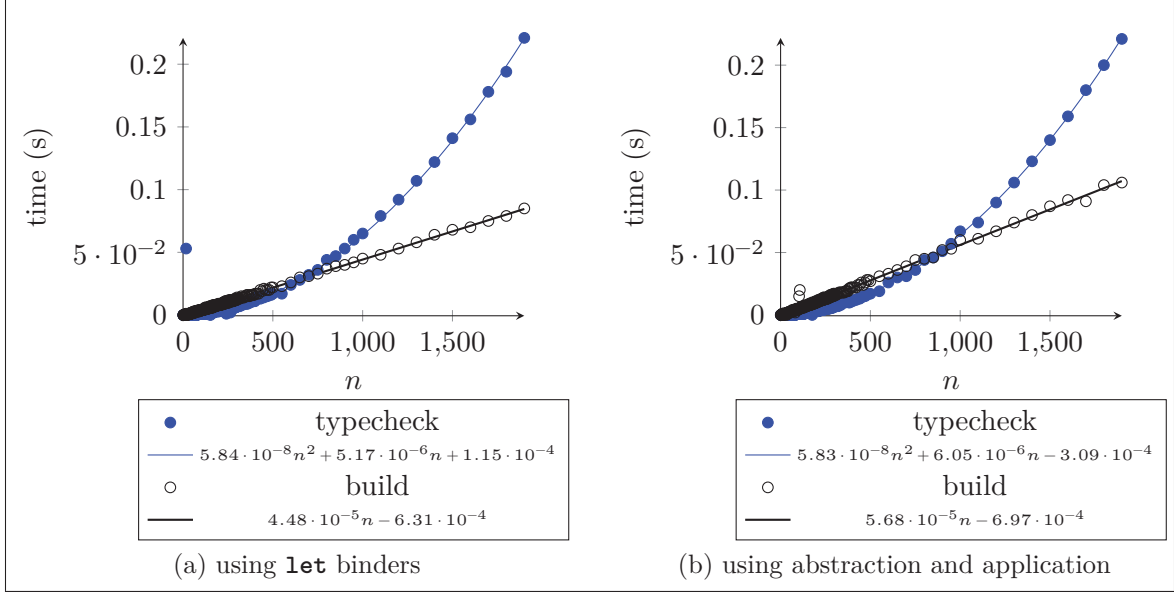 time (s)
0.2
0.15
0.1
5 · 10⁻²
0
0 500 1,000 1,500
n
typecheck
5.84 · 10⁻⁸n² + 5.17 · 10⁻⁶n + 1.15 · 10⁻⁴
build
4.48 · 10⁻⁵n − 6.31 · 10⁻⁴
(a) using let binders
time (s)
0.2
0.15
0.1
5 · 10⁻²
0
0 500 1,000 1,500
n
typecheck
5.83 · 10⁻⁸n² + 6.05 · 10⁻⁶n − 3.09 · 10⁻⁴
build
5.68 · 10⁻⁵n − 6.97 · 10⁻⁴
(b) using abstraction and application